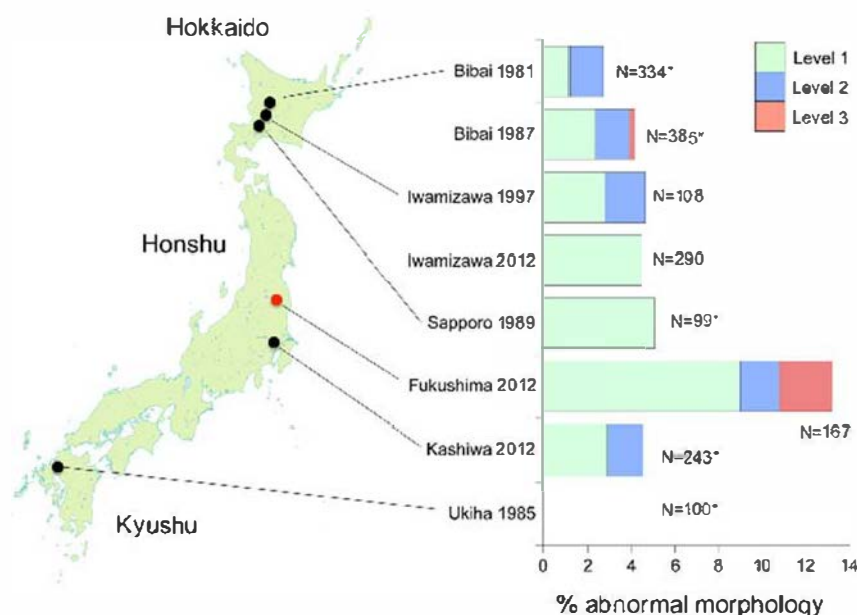 Hokkaido
Honshu
Kyushu
Bibai 1981
N=334*
Bibai 1987
N=385*
Iwamizawa 1997
N=108
Iwamizawa 2012
N=290
Sapporo 1989
N=99*
Fukushima 2012
N=167
Kashiwa 2012
N=243*
Ukiha 1985
N=100*
Level 1
Level 2
Level 3
0 2 4 6 8 10 12 14
% abnormal morphology